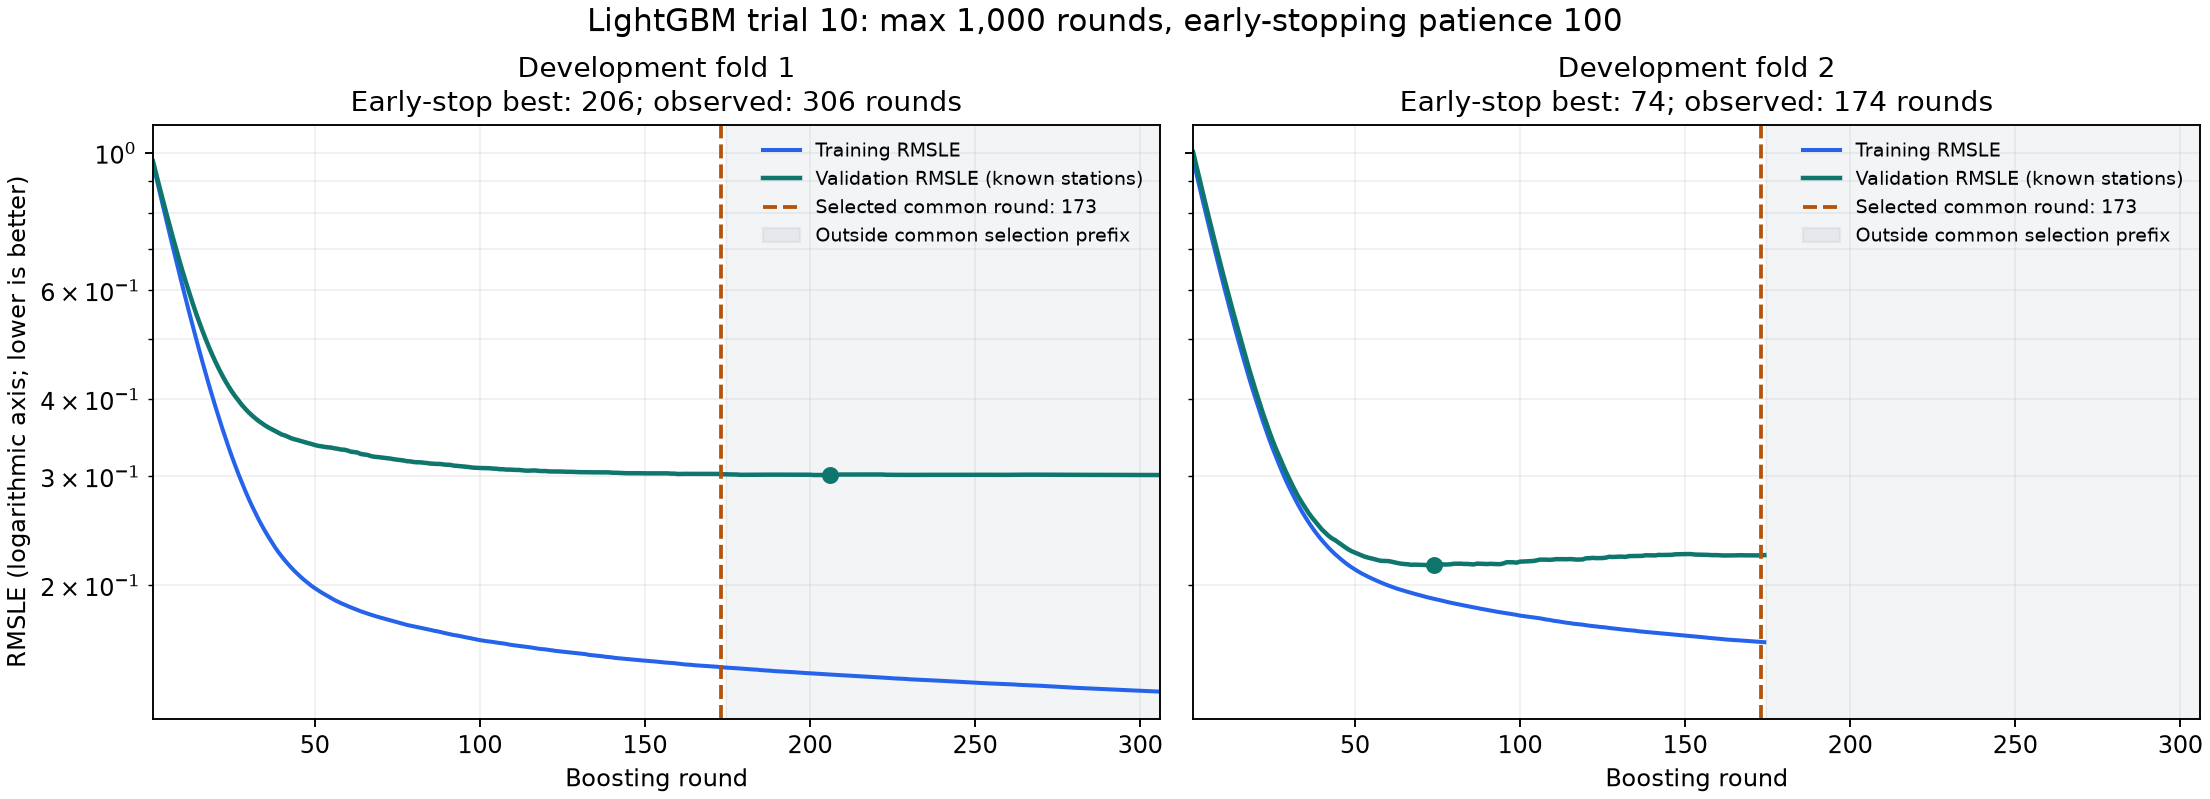 LightGBM trial 10: max 1,000 rounds, early-stopping patience 100
Development fold 1
Early-stop best: 206; observed: 306 rounds
Training RMSLE
Validation RMSLE (known stations)
Selected common round: 173
Outside common selection prefix
RMSLE (logarithmic axis; lower is better)
10⁰
6 × 10⁻¹
4 × 10⁻¹
3 × 10⁻¹
2 × 10⁻¹
50 100 150 200 250 300
Boosting round
Development fold 2
Early-stop best: 74; observed: 174 rounds
Training RMSLE
Validation RMSLE (known stations)
Selected common round: 173
Outside common selection prefix
50 100 150 200 250 300
Boosting round